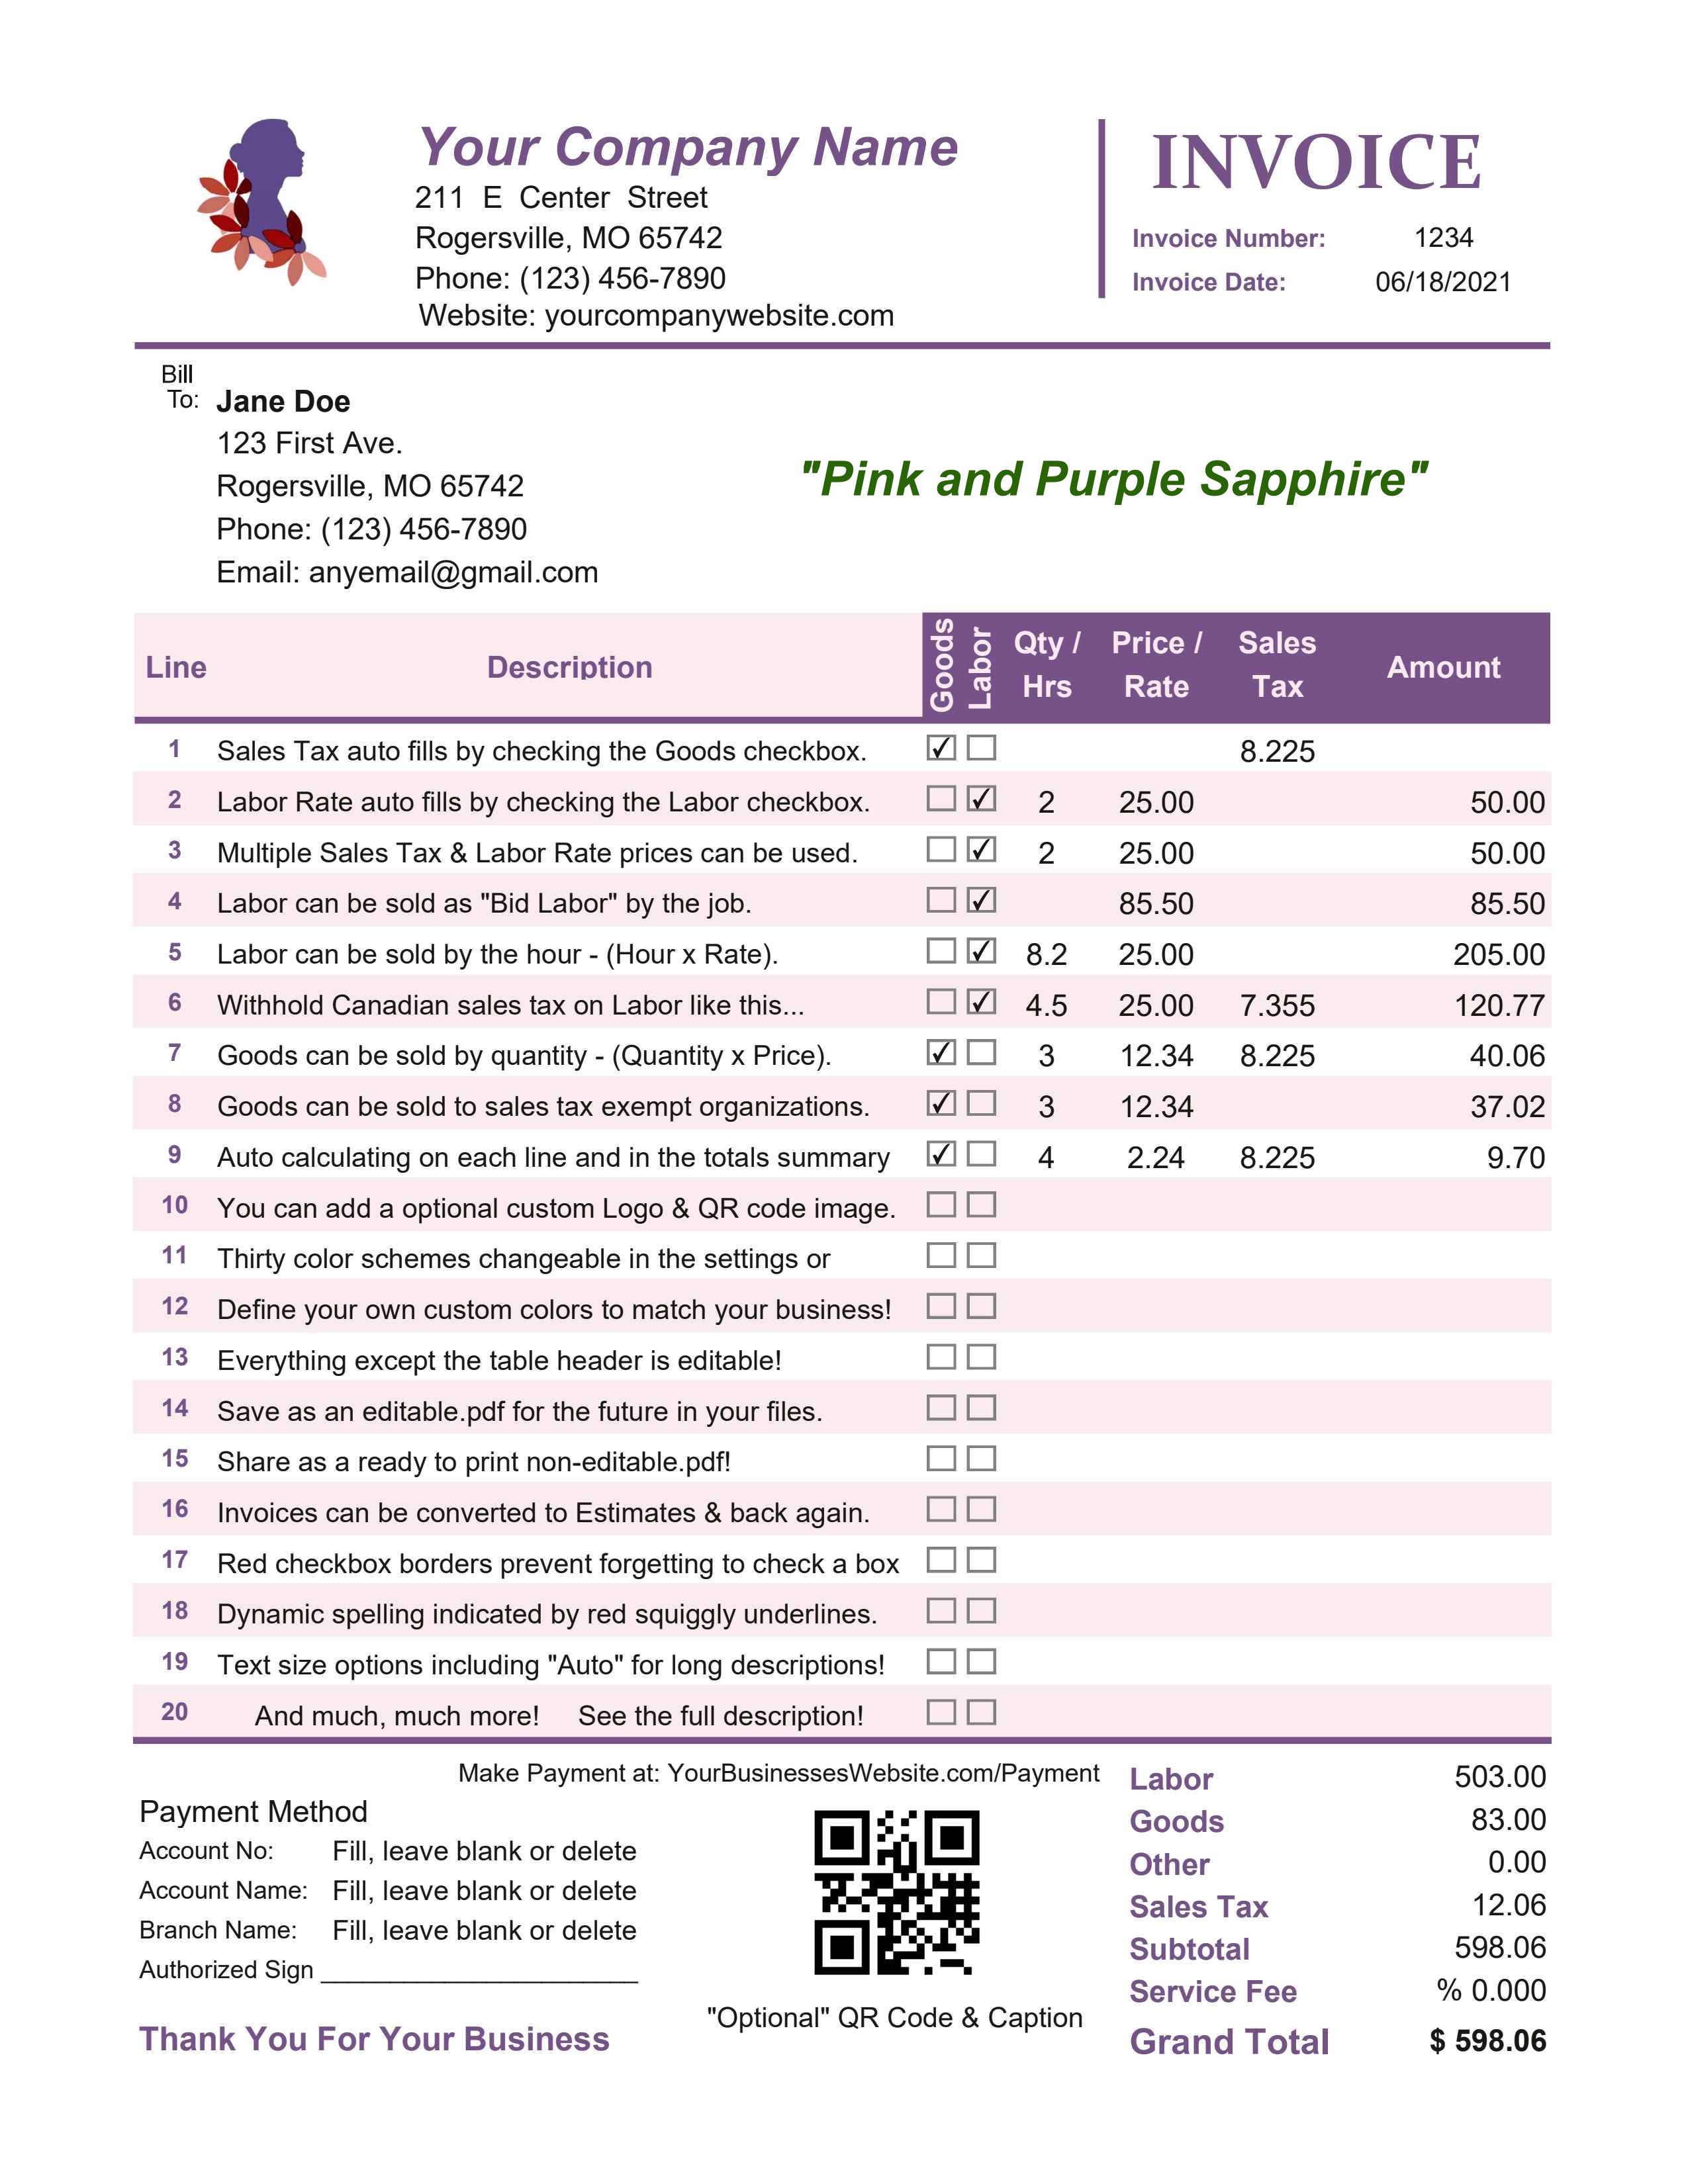 Your Company Name
211 E Center Street
Rogersville, MO 65742
Phone: (123) 456-7890
Website: yourcompanywebsite.com
INVOICE
Invoice Number: 1234
Invoice Date: 06/18/2021
Bill
To: Jane Doe
123 First Ave.
Rogersville, MO 65742
Phone: (123) 456-7890
Email: anyemail@gmail.com
"Pink and Purple Sapphire"
Line Description Goods Labor Qty / Hrs Price / Rate Sales Tax Amount
1 Sales Tax auto fills by checking the Goods checkbox. 8.225
2 Labor Rate auto fills by checking the Labor checkbox. 2 25.00 50.00
3 Multiple Sales Tax & Labor Rate prices can be used. 2 25.00 50.00
4 Labor can be sold as "Bid Labor" by the job. 85.50 85.50
5 Labor can be sold by the hour - (Hour x Rate). 8.2 25.00 205.00
6 Withhold Canadian sales tax on Labor like this... 4.5 25.00 7.355 120.77
7 Goods can be sold by quantity - (Quantity x Price). 3 12.34 8.225 40.06
8 Goods can be sold to sales tax exempt organizations. 3 12.34 37.02
9 Auto calculating on each line and in the totals summary 4 2.24 8.225 9.70
10 You can add a optional custom Logo & QR code image.
11 Thirty color schemes changeable in the settings or
12 Define your own custom colors to match your business!
13 Everything except the table header is editable!
14 Save as an editable.pdf for the future in your files.
15 Share as a ready to print non-editable.pdf!
16 Invoices can be converted to Estimates & back again.
17 Red checkbox borders prevent forgetting to check a box
18 Dynamic spelling indicated by red squiggly underlines.
19 Text size options including "Auto" for long descriptions!
20 And much, much more! See the full description!
Make Payment at: YourBusinessesWebsite.com/Payment
Payment Method
Account No: Fill, leave blank or delete
Account Name: Fill, leave blank or delete
Branch Name: Fill, leave blank or delete
Authorized Sign
Thank You For Your Business
"Optional" QR Code & Caption
Labor 503.00
Goods 83.00
Other 0.00
Sales Tax 12.06
Subtotal 598.06
Service Fee % 0.000
Grand Total $ 598.06